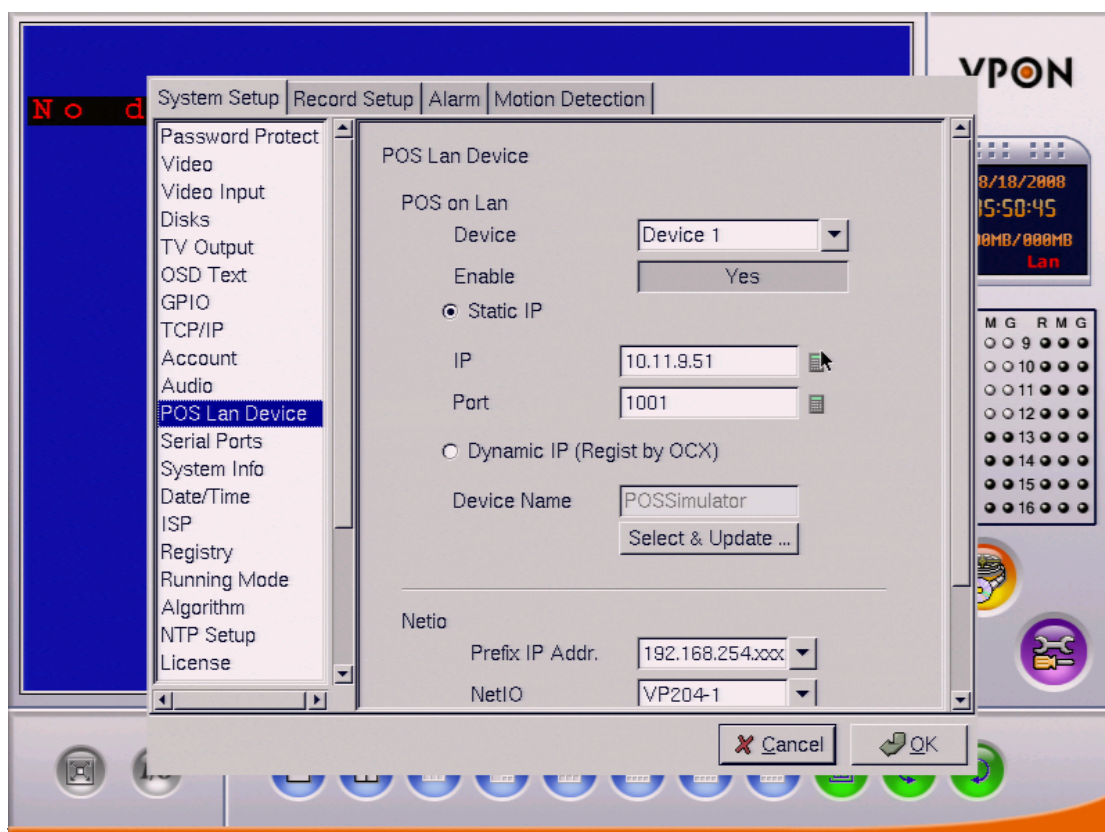 VPON
No d
System Setup Record Setup Alarm Motion Detection
Password Protect
Video
Video Input
Disks
TV Output
OSD Text
GPIO
TCP/IP
Account
Audio
POS Lan Device
Serial Ports
System Info
Date/Time
ISP
Registry
Running Mode
Algorithm
NTP Setup
License
POS Lan Device
POS on Lan
Device Device 1
Enable Yes
Static IP
IP 10.11.9.51
Port 1001
Dynamic IP (Regist by OCX)
Device Name POSSimulator
Select & Update ...
Netio
Prefix IP Addr. 192.168.254.xxx
NetIO VP204-1
Cancel OK
8/18/2008
5:50:45
0MB/000MB
Lan
M G R M G
9
10
11
12
13
14
15
16